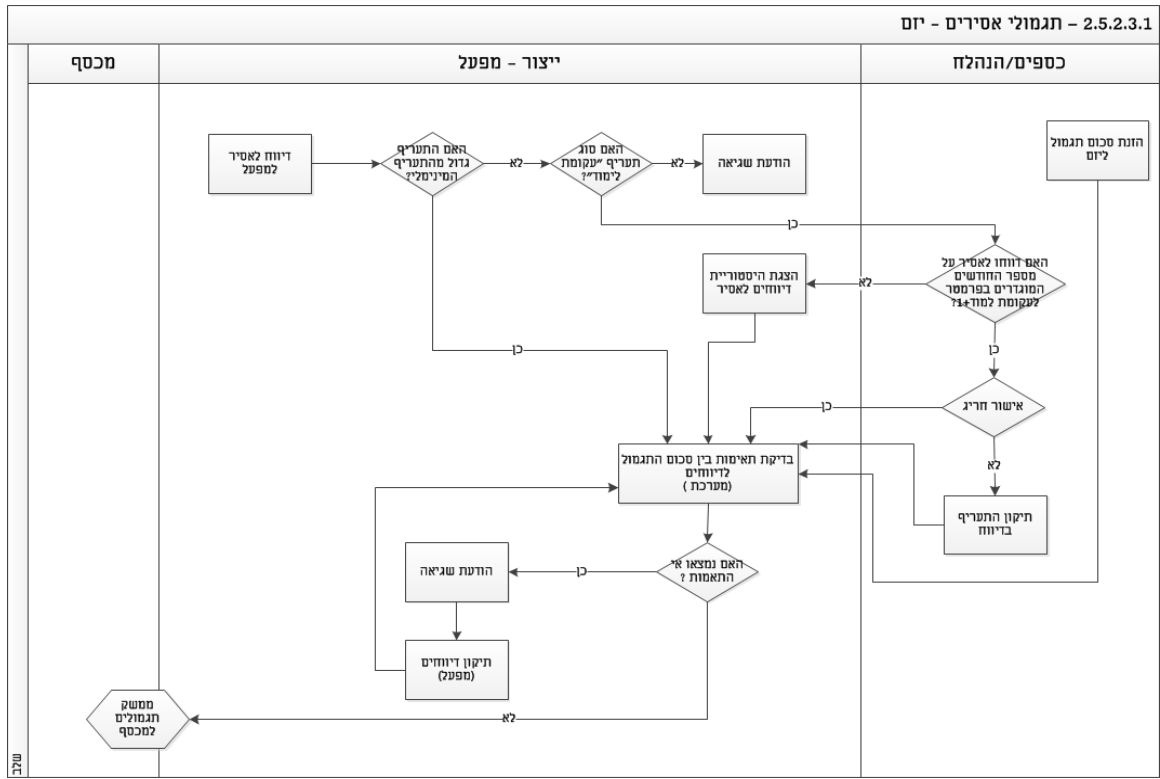 2.5.2.3.1 – תגמולי אסירים - יזם
כספים/הנהלח
ייצור - מפעל
מכסף
הזנת סכום תגמול
ליום
דיווח לאסיר
למפעל
האם התעריף
גדול מהתעריף
המינימלי?
לא
האם סוג
תעריף "עקומת
לימוד"?
לא
הודעת שגיאה
כן
האם דווחו לאסיר על
מספר החודשים
המוגדרים בפרמטר
לעקומת למוד+1?
לא
הצגת היסטוריית
דיווחים לאסיר
כן
כן
אישור חריג
כן
לא
תיקון התעריף
בדיווח
בדיקת תאימות בין סכום התגמול
לדיווחים
(מערכת )
האם נמצאו אי
התאמות ?
כן
הודעת שגיאה
תיקון דיווחים
(מפעל)
לא
ממשק
תגמולים
למכסף
שלב